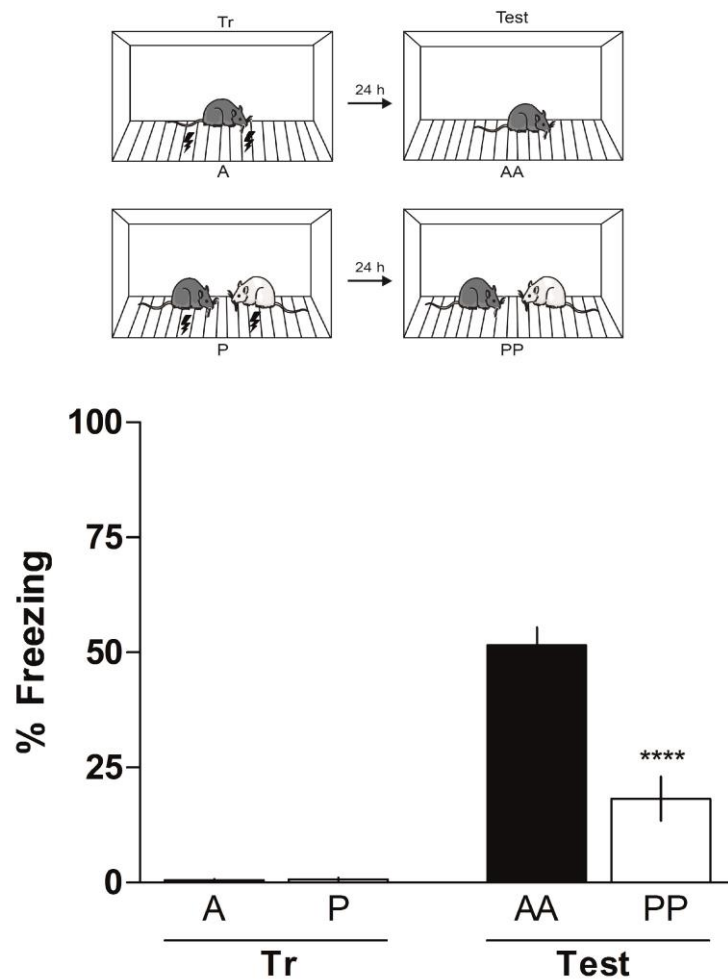 Tr Test
24 h
A AA
24 h
P PP
100
75
50
25
0
% Freezing
****
A P AA PP
Tr Test